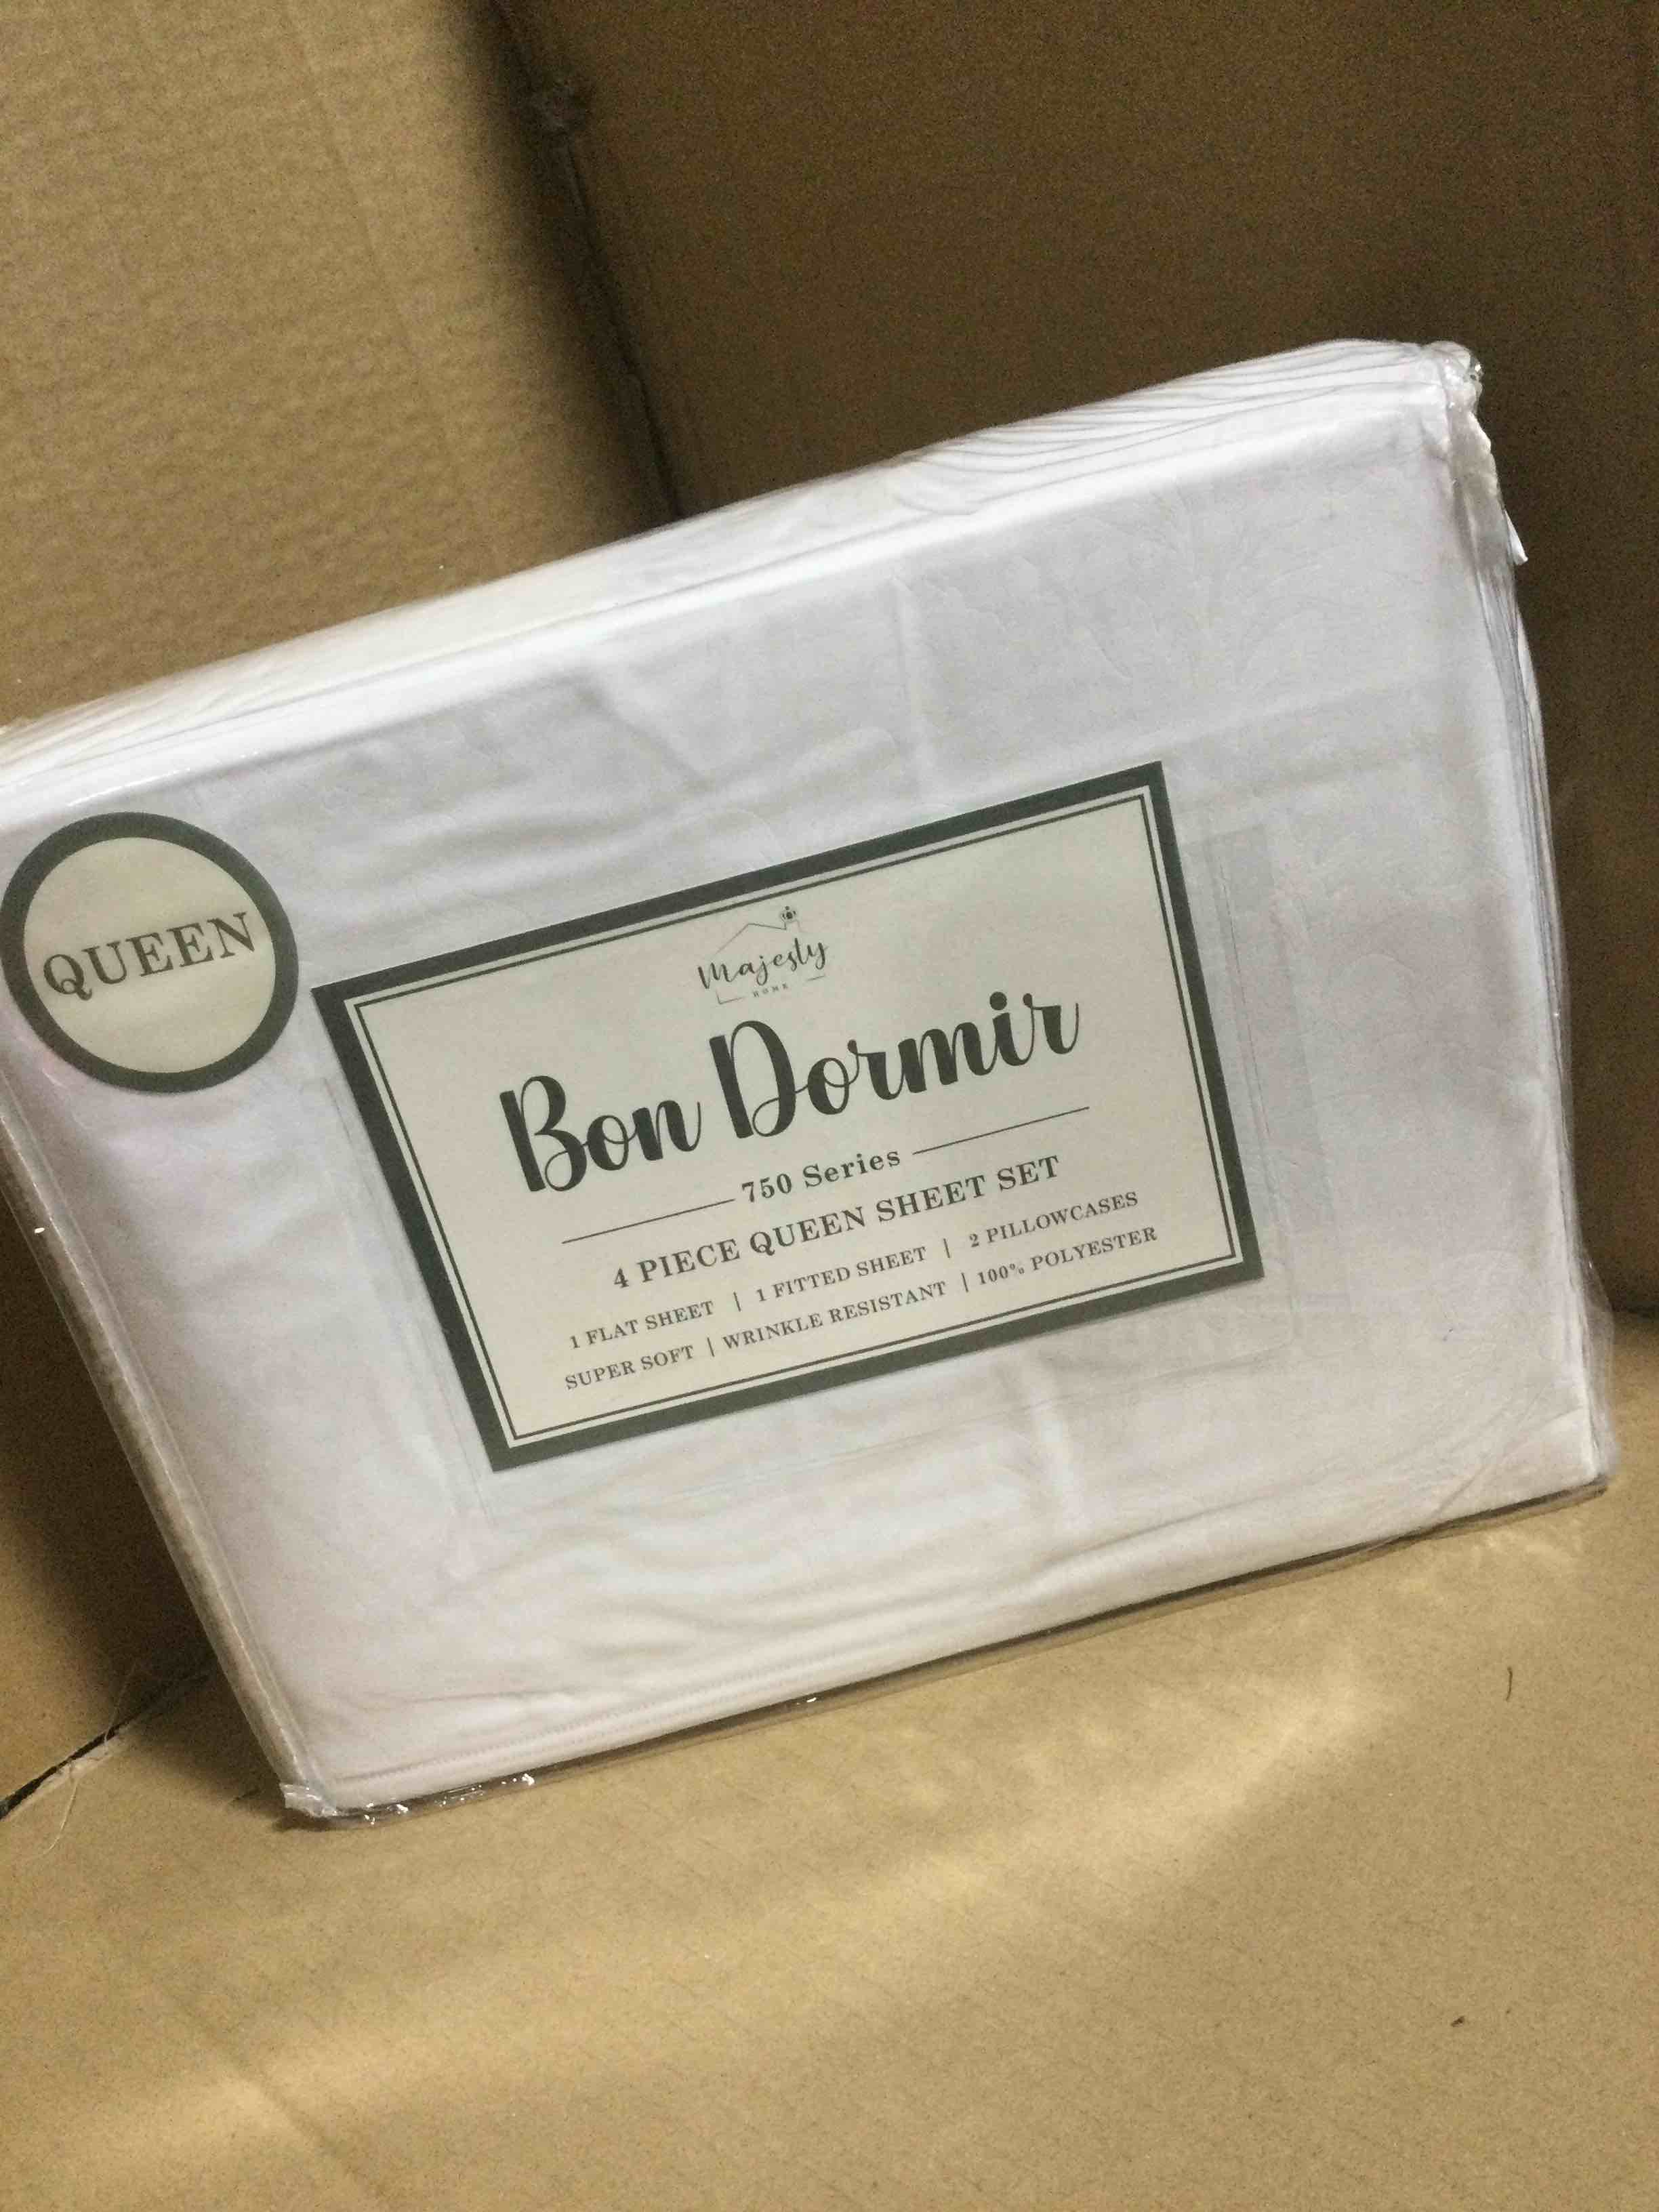 QUEEN
Majesty
HOME
Bon Dormir
750 Series
4 PIECE QUEEN SHEET SET
1 FLAT SHEET | 1 FITTED SHEET | 2 PILLOWCASES
SUPER SOFT | WRINKLE RESISTANT | 100% POLYESTER